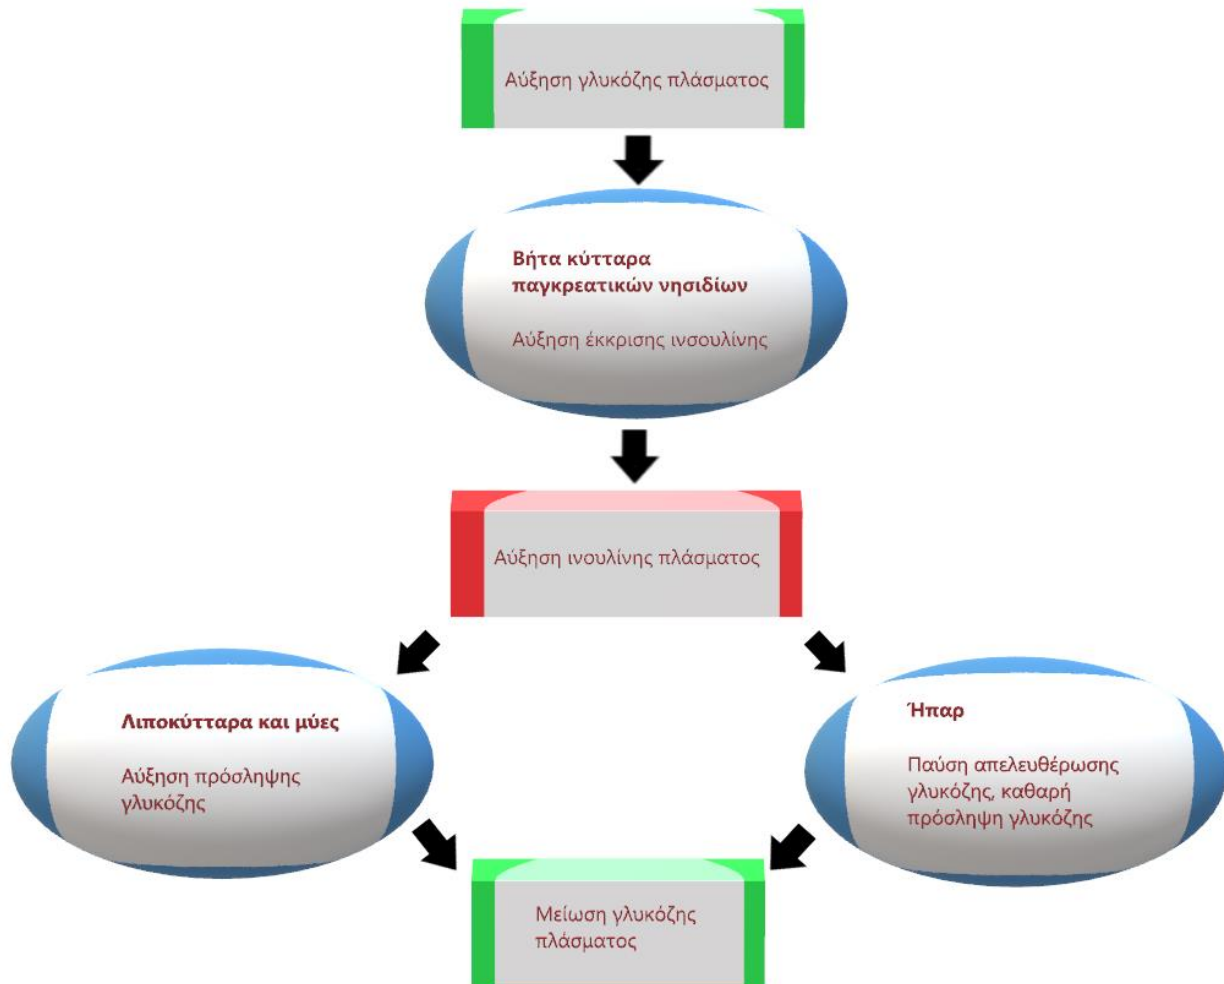 Αύξηση γλυκόζης πλάσματος
Βήτα κύτταρα
παγκρεατικών νησιδίων
Αύξηση έκκρισης ινσουλίνης
Αύξηση ινουλίνης πλάσματος
Λιποκύτταρα και μύες
Αύξηση πρόσληψης
γλυκόζης
Ήπαρ
Παύση απελευθέρωσης
γλυκόζης, καθαρή
πρόσληψη γλυκόζης
Μείωση γλυκόζης
πλάσματος